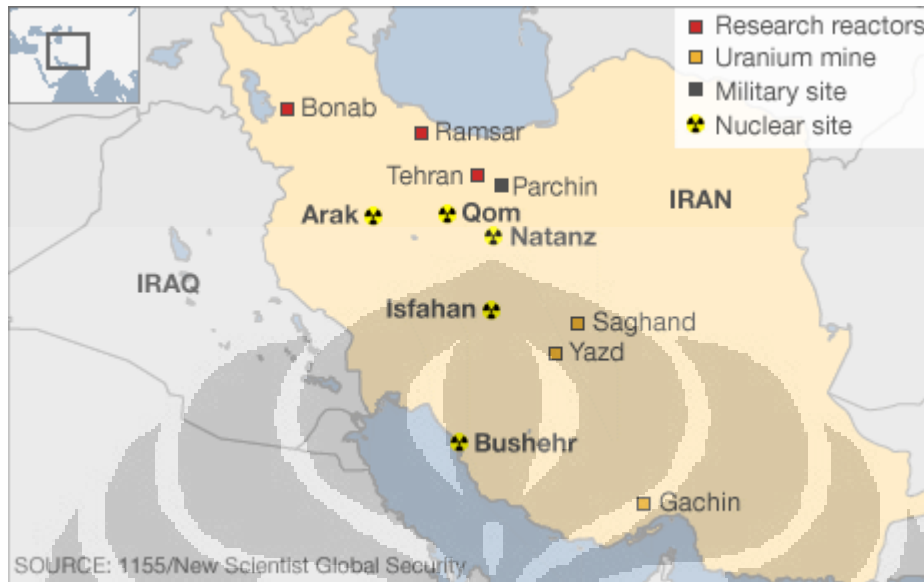 Research reactors
Uranium mine
Military site
Nuclear site
Bonab
Ramsar
Tehran
Parchin
IRAN
Arak
Qom
Natanz
IRAQ
Isfahan
Saghand
Yazd
Bushehr
Gachin
SOURCE: 1155/New Scientist Global Security